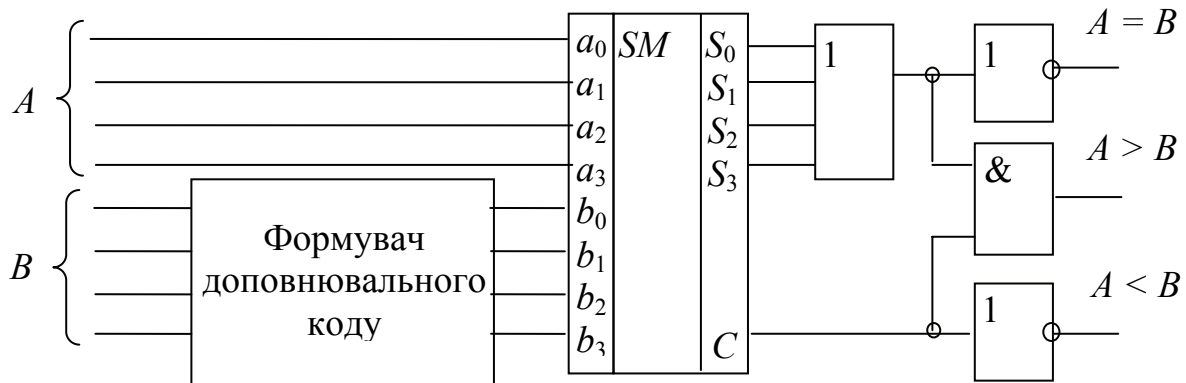 A
B
Формувач
доповнювального
коду
a₀
a₁
a₂
a₃
b₀
b₁
b₂
b₃
SM
S₀
S₁
S₂
S₃
C
1
1
&
1
A = B
A > B
A < B